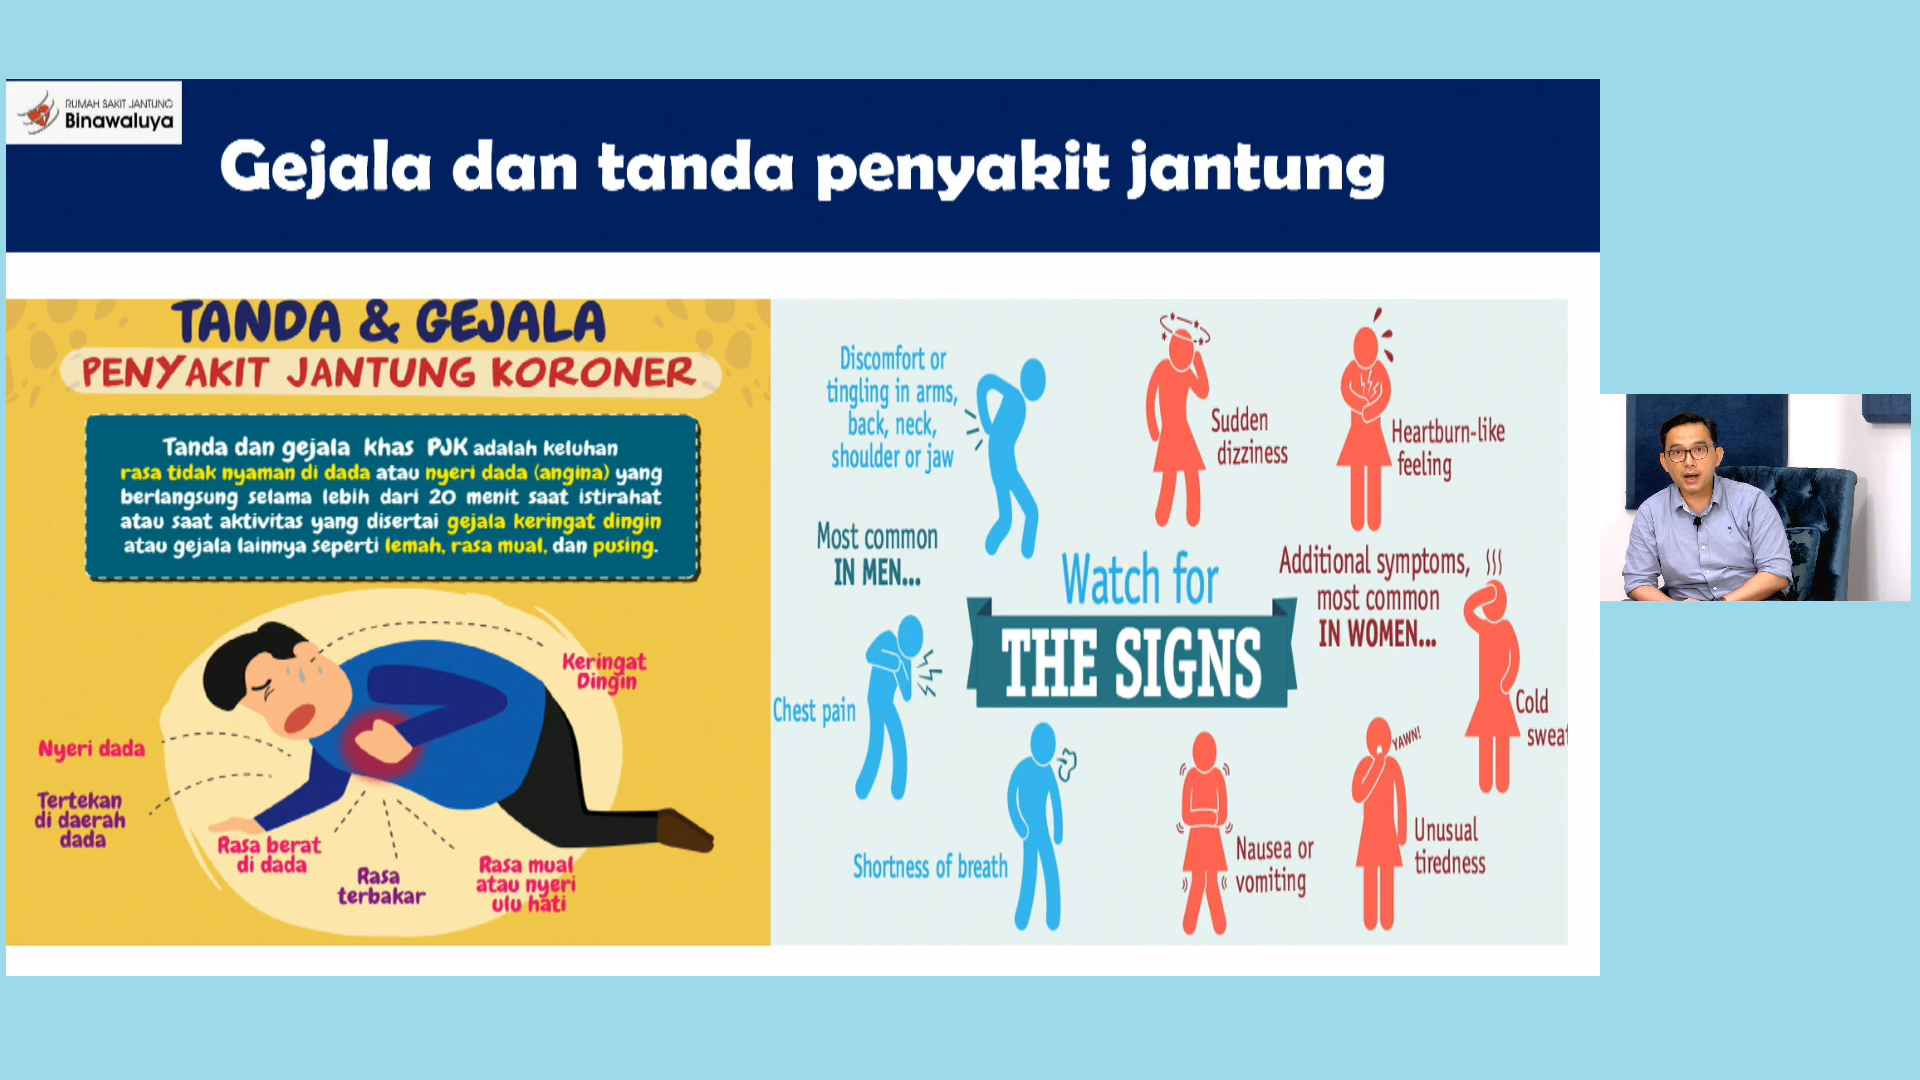 RUMAH SAKIT JANTUNG
Binawaluya
Gejala dan tanda penyakit jantung
TANDA & GEJALA
PENYAKIT JANTUNG KORONER
Tanda dan gejala khas PJK adalah keluhan
rasa tidak nyaman di dada atau nyeri dada (angina) yang
berlangsung selama lebih dari 20 menit saat istirahat
atau saat aktivitas yang disertai gejala keringat dingin
atau gejala lainnya seperti lemah, rasa mual, dan pusing.
Keringat
Dingin
Nyeri dada
Tertekan
di daerah
dada
Rasa berat
di dada
Rasa
terbakar
Rasa mual
atau nyeri
ulu hati
Discomfort or
tingling in arms,
back, neck,
shoulder or jaw
Most common
IN MEN...
Chest pain
Shortness of breath
Watch for
THE SIGNS
Sudden
dizziness
Heartburn-like
feeling
Additional symptoms,
most common
IN WOMEN...
Cold
sweat
YAWN!
Unusual
tiredness
Nausea or
vomiting